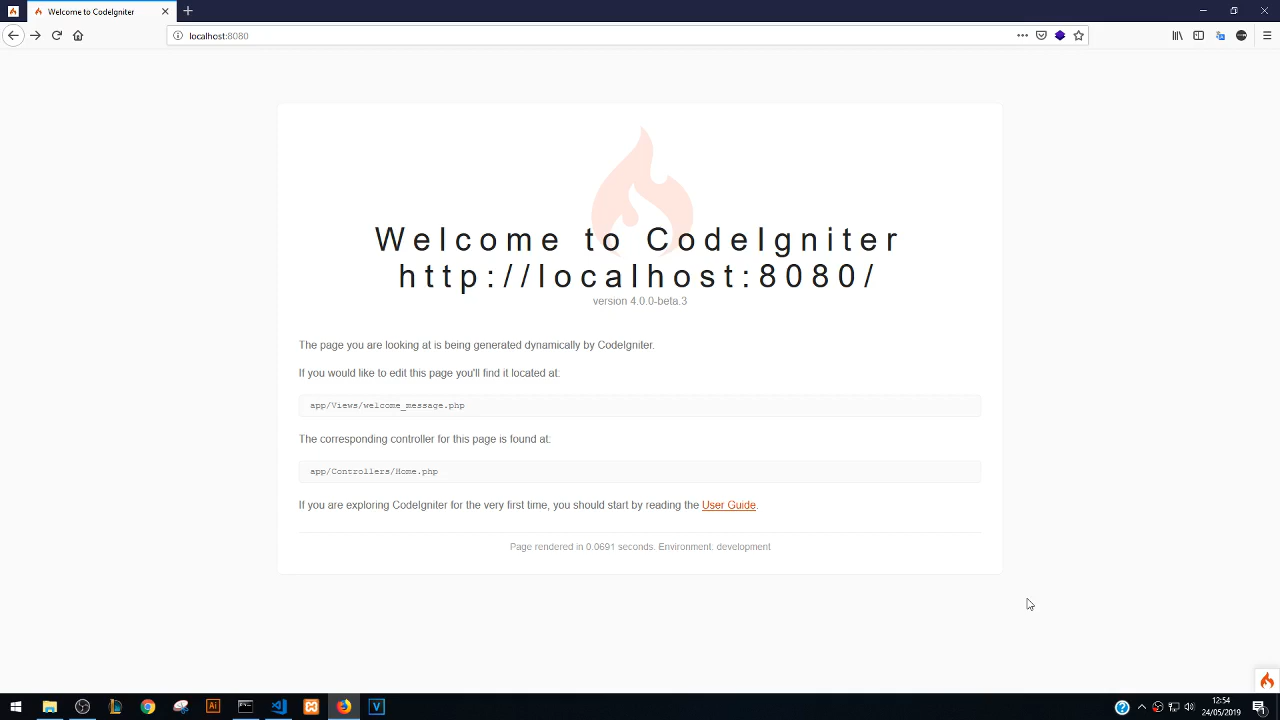 Welcome to CodeIgniter
localhost:8080
Welcome to CodeIgniter
http://localhost:8080/
version 4.0.0-beta.3
The page you are looking at is being generated dynamically by CodeIgniter.
If you would like to edit this page you'll find it located at:
app/Views/welcome_message.php
The corresponding controller for this page is found at:
app/Controllers/Home.php
If you are exploring CodeIgniter for the very first time, you should start by reading the User Guide.
Page rendered in 0.0691 seconds. Environment: development
Ai
V
12:54
24/05/2019